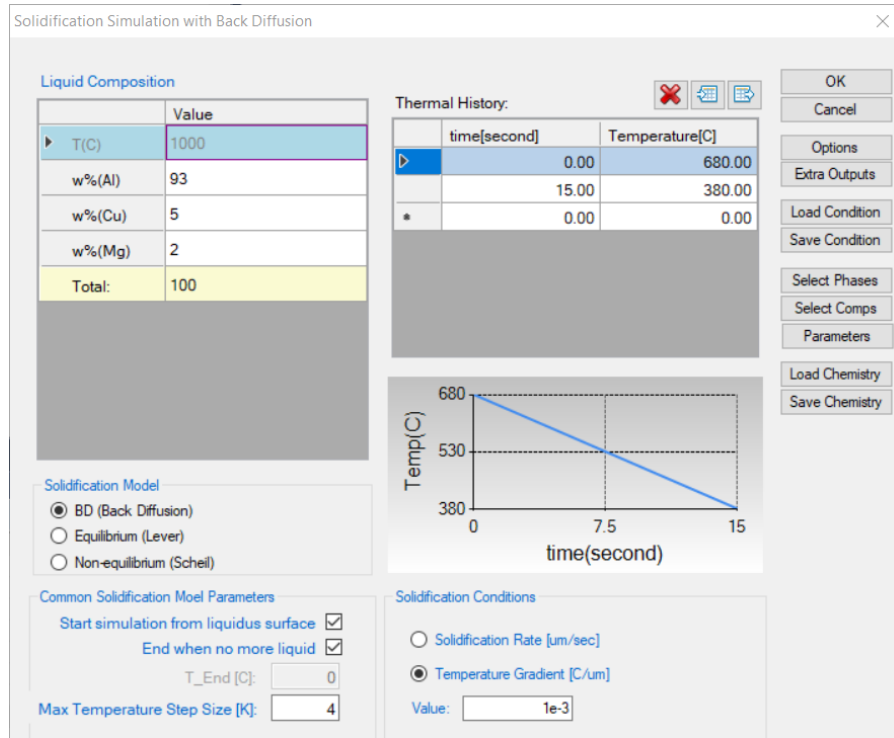 Solidification Simulation with Back Diffusion
Liquid Composition
Value
T(C) 1000
w%(Al) 93
w%(Cu) 5
w%(Mg) 2
Total: 100
Thermal History:
time[second] Temperature[C]
0.00 680.00
15.00 380.00
* 0.00 0.00
OK
Cancel
Options
Extra Outputs
Load Condition
Save Condition
Select Phases
Select Comps
Parameters
Load Chemistry
Save Chemistry
680
530
380
Temp(C)
0 7.5 15
time(second)
Solidification Model
BD (Back Diffusion)
Equilibrium (Lever)
Non-equilibrium (Scheil)
Common Solidification Moel Parameters
Start simulation from liquidus surface
End when no more liquid
T_End [C]: 0
Max Temperature Step Size [K]: 4
Solidification Conditions
Solidification Rate [um/sec]
Temperature Gradient [C/um]
Value: 1e-3